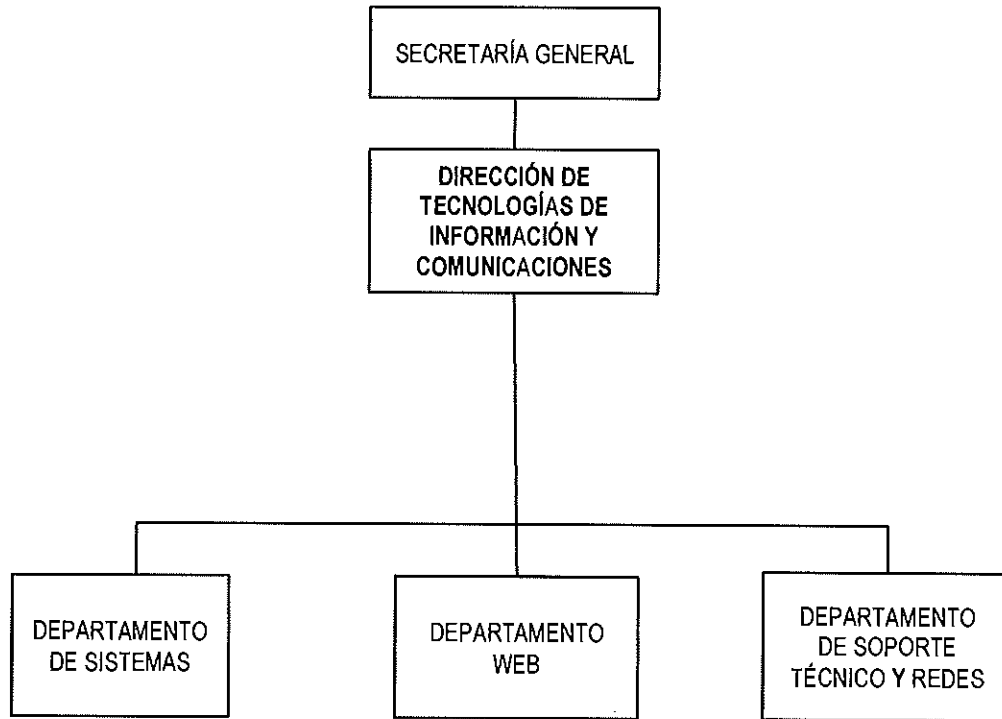 SECRETARÍA GENERAL
DIRECCIÓN DE
TECNOLOGÍAS DE
INFORMACIÓN Y
COMUNICACIONES
DEPARTAMENTO
DE SISTEMAS
DEPARTAMENTO
WEB
DEPARTAMENTO
DE SOPORTE
TÉCNICO Y REDES